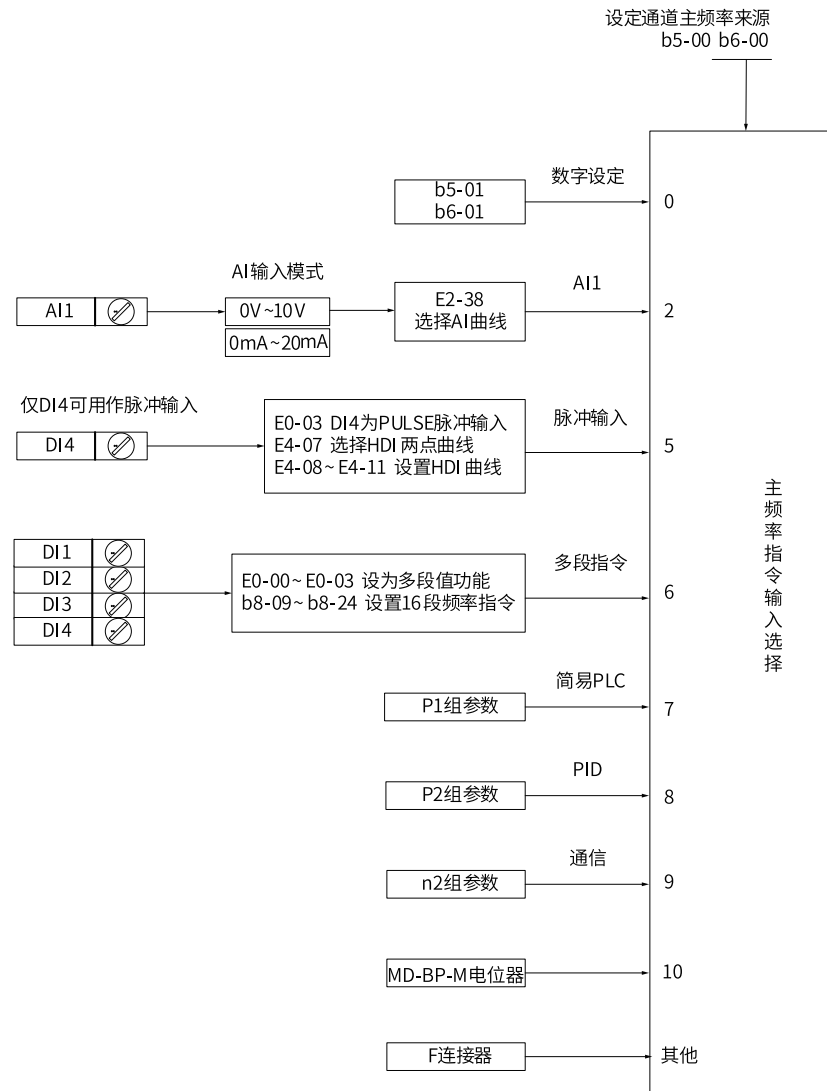 设定通道主频率来源
b5-00 b6-00
b5-01
b6-01
数字设定
0
AI输入模式
AI1
0V~10V
0mA~20mA
E2-38
选择AI曲线
AI1
2
仅DI4可用作脉冲输入
DI4
E0-03 DI4为PULSE脉冲输入
E4-07 选择HDI 两点曲线
E4-08~E4-11 设置HDI 曲线
脉冲输入
5
DI1
DI2
DI3
DI4
E0-00~E0-03 设为多段值功能
b8-09~b8-24 设置16段频率指令
多段指令
6
主频率指令输入选择
P1组参数
简易PLC
7
P2组参数
PID
8
n2组参数
通信
9
MD-BP-M电位器
10
F连接器
其他